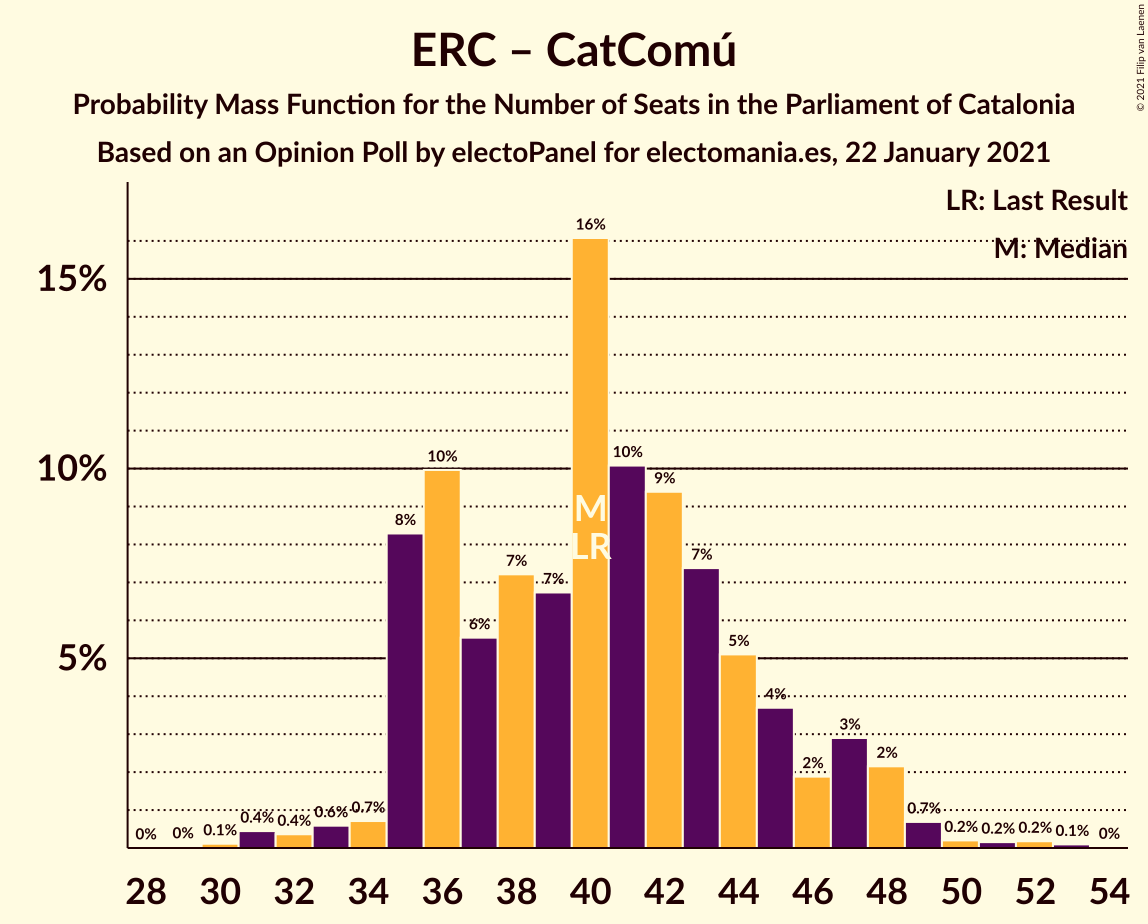 ERC – CatComú
Probability Mass Function for the Number of Seats in the Parliament of Catalonia
Based on an Opinion Poll by electoPanel for electomania.es, 22 January 2021
© 2021 Filip van Laenen
LR: Last Result
M: Median
15%
10%
5%
0% 0% 0.1% 0.4% 0.4% 0.6% 0.7% 8% 10% 6% 7% 7% 16% 10% 9% 7% 5% 4% 2% 3% 2% 0.7% 0.2% 0.2% 0.2% 0.1% 0%
M
LR
28 30 32 34 36 38 40 42 44 46 48 50 52 54